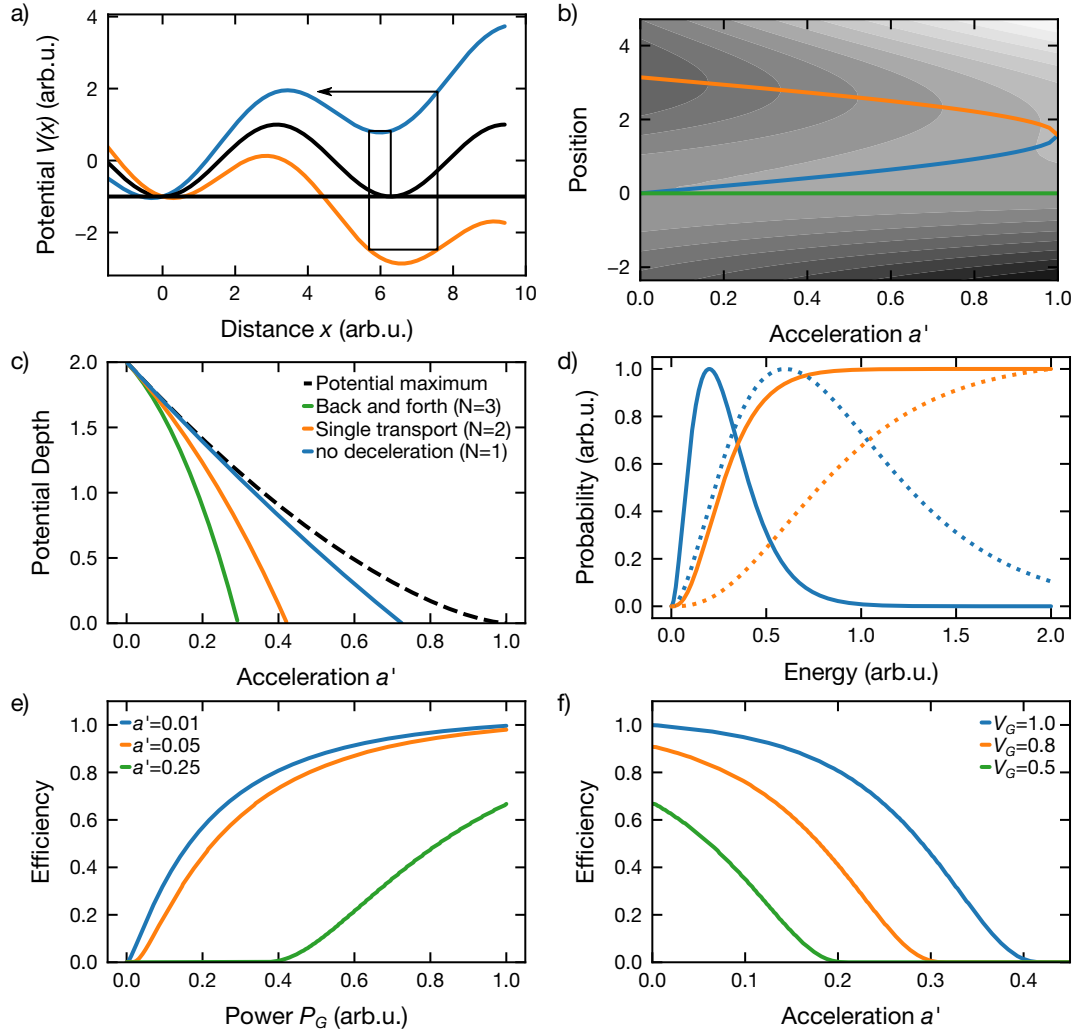 a)
Potential V(x) (arb.u.)
4
2
0
−2
0
2
4
6
8
10
Distance x (arb.u.)
b)
Position
4
2
0
−2
0.0
0.2
0.4
0.6
0.8
1.0
Acceleration a'
c)
Potential Depth
2.0
1.5
1.0
0.5
0.0
Potential maximum
Back and forth (N=3)
Single transport (N=2)
no deceleration (N=1)
0.0
0.2
0.4
0.6
0.8
1.0
Acceleration a'
d)
Probability (arb.u.)
1.0
0.8
0.6
0.4
0.2
0.0
0.0
0.5
1.0
1.5
2.0
Energy (arb.u.)
e)
Efficiency
1.0
0.8
0.6
0.4
0.2
0.0
a'=0.01
a'=0.05
a'=0.25
0.0
0.2
0.4
0.6
0.8
1.0
Power P_G (arb.u.)
f)
Efficiency
1.0
0.8
0.6
0.4
0.2
0.0
V_G=1.0
V_G=0.8
V_G=0.5
0.0
0.1
0.2
0.3
0.4
Acceleration a'